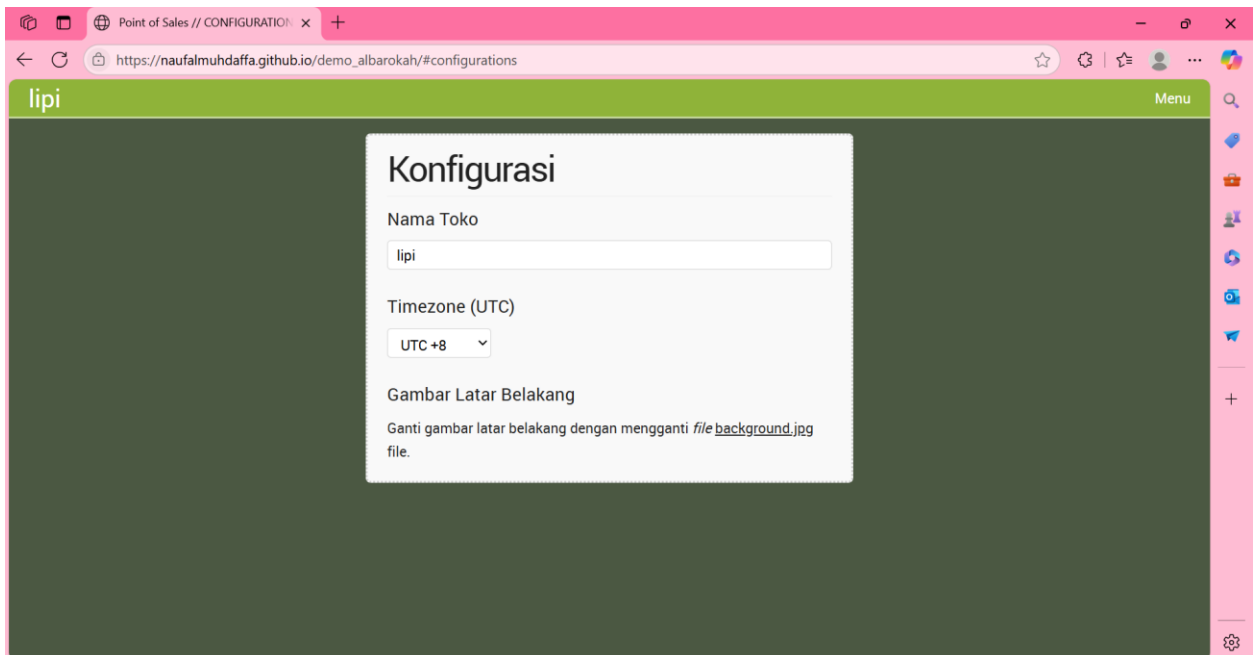 Point of Sales // CONFIGURATION
https://naufalmuhdaffa.github.io/demo_albarokah/#configurations
lipi
Menu
Konfigurasi
Nama Toko
lipi
Timezone (UTC)
UTC +8
Gambar Latar Belakang
Ganti gambar latar belakang dengan mengganti file background.jpg
file.